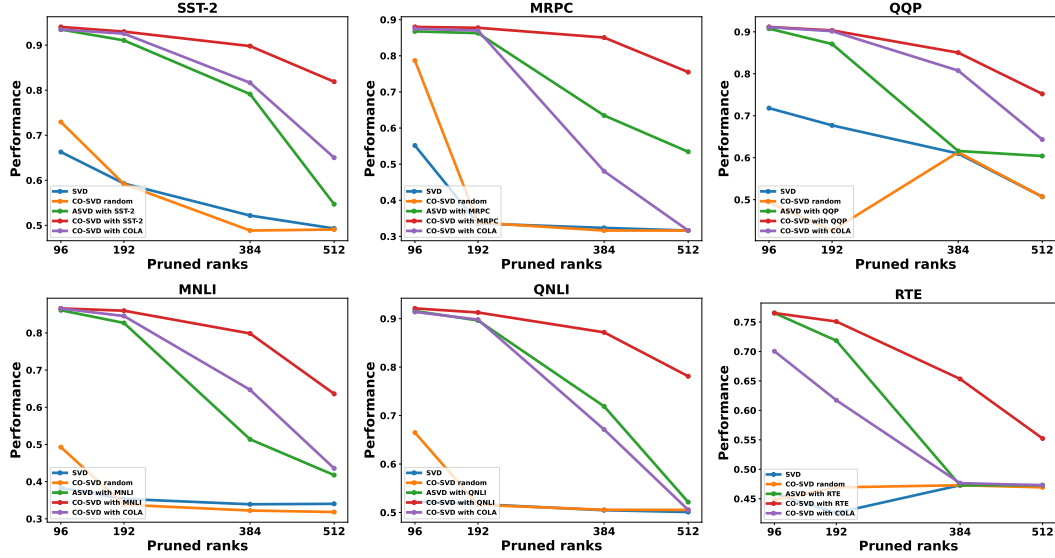 SST-2
Performance
0.9
0.8
0.7
0.6
0.5
SVD
CO-SVD random
ASVD with SST-2
CO-SVD with SST-2
CO-SVD with COLA
96 192 384 512
Pruned ranks
MRPC
Performance
0.9
0.8
0.7
0.6
0.5
0.4
0.3
SVD
CO-SVD random
ASVD with MRPC
CO-SVD with MRPC
CO-SVD with COLA
96 192 384 512
Pruned ranks
QQP
Performance
0.9
0.8
0.7
0.6
0.5
SVD
CO-SVD random
ASVD with QQP
CO-SVD with QQP
CO-SVD with COLA
96 192 384 512
Pruned ranks
MNLI
Performance
0.8
0.7
0.6
0.5
0.4
0.3
SVD
CO-SVD random
ASVD with MNLI
CO-SVD with MNLI
CO-SVD with COLA
96 192 384 512
Pruned ranks
QNLI
Performance
0.9
0.8
0.7
0.6
0.5
SVD
CO-SVD random
ASVD with QNLI
CO-SVD with QNLI
CO-SVD with COLA
96 192 384 512
Pruned ranks
RTE
Performance
0.75
0.70
0.65
0.60
0.55
0.50
0.45
SVD
CO-SVD random
ASVD with RTE
CO-SVD with RTE
CO-SVD with COLA
96 192 384 512
Pruned ranks